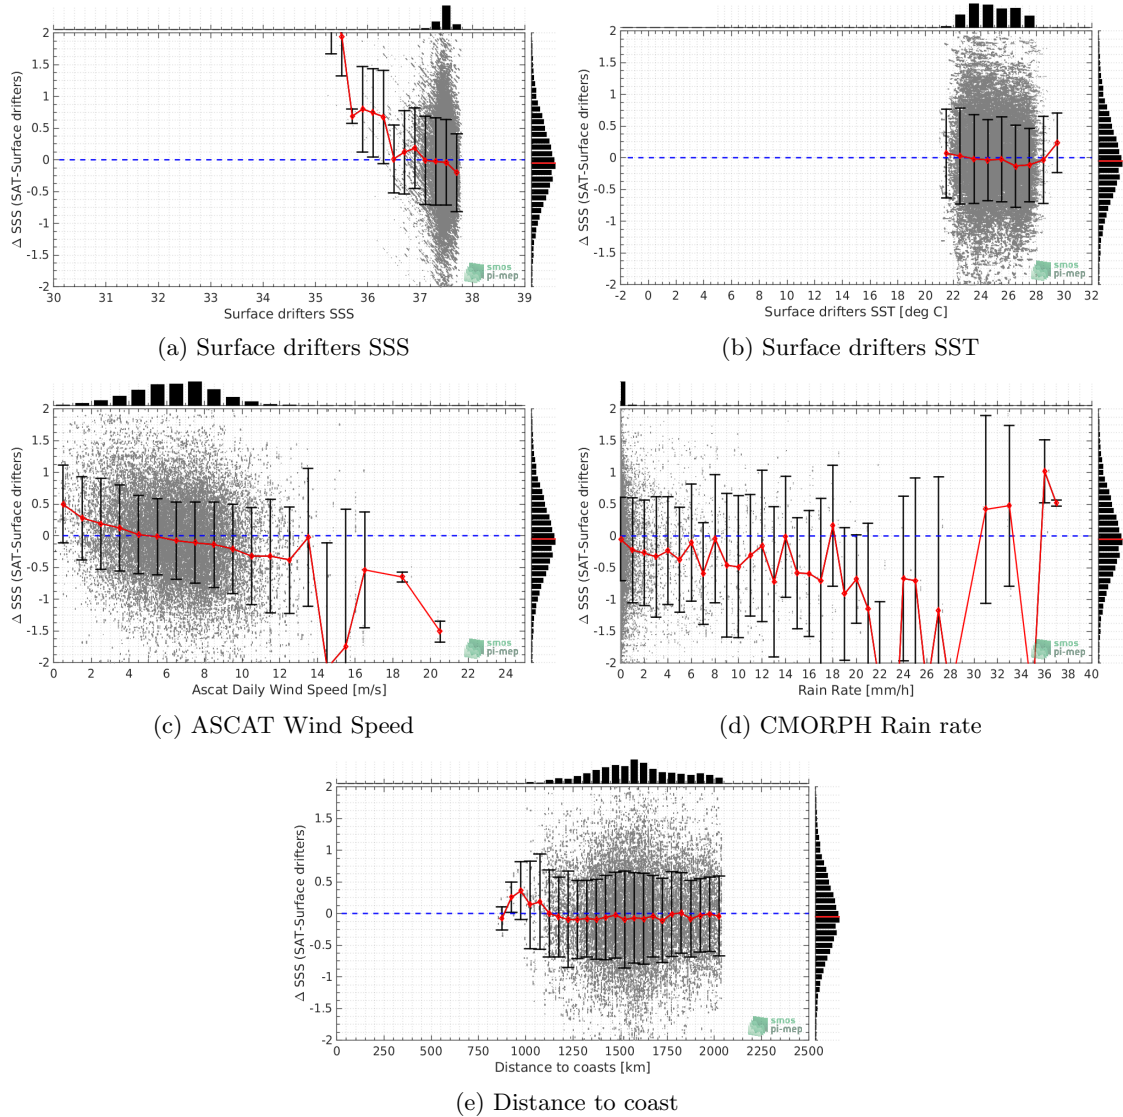 2
1.5
1
0.5
0
-0.5
-1
-1.5
-2
Δ SSS (SAT-Surface drifters)
smos
pi-mep
30 31 32 33 34 35 36 37 38 39
Surface drifters SSS
(a) Surface drifters SSS
2
1.5
1
0.5
0
-0.5
-1
-1.5
-2
Δ SSS (SAT-Surface drifters)
smos
pi-mep
-2 0 2 4 6 8 10 12 14 16 18 20 22 24 26 28 30 32
Surface drifters SST [deg C]
(b) Surface drifters SST
2
1.5
1
0.5
0
-0.5
-1
-1.5
-2
Δ SSS (SAT-Surface drifters)
smos
pi-mep
0 2 4 6 8 10 12 14 16 18 20 22 24
Ascat Daily Wind Speed [m/s]
(c) ASCAT Wind Speed
2
1.5
1
0.5
0
-0.5
-1
-1.5
-2
Δ SSS (SAT-Surface drifters)
smos
pi-mep
0 2 4 6 8 10 12 14 16 18 20 22 24 26 28 30 32 34 36 38 40
Rain Rate [mm/h]
(d) CMORPH Rain rate
2
1.5
1
0.5
0
-0.5
-1
-1.5
-2
Δ SSS (SAT-Surface drifters)
smos
pi-mep
0 250 500 750 1000 1250 1500 1750 2000 2250 2500
Distance to coasts [km]
(e) Distance to coast